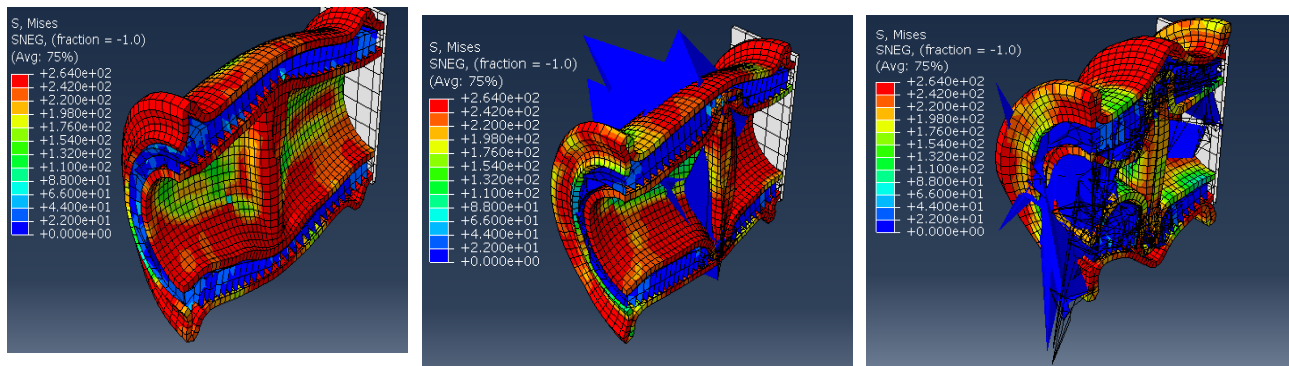 S, Mises
SNEG, (fraction = -1.0)
(Avg: 75%)
+2.640e+02
+2.420e+02
+2.200e+02
+1.980e+02
+1.760e+02
+1.540e+02
+1.320e+02
+1.100e+02
+8.800e+01
+6.600e+01
+4.400e+01
+2.200e+01
+0.000e+00
S, Mises
SNEG, (fraction = -1.0)
(Avg: 75%)
+2.640e+02
+2.420e+02
+2.200e+02
+1.980e+02
+1.760e+02
+1.540e+02
+1.320e+02
+1.100e+02
+8.800e+01
+6.600e+01
+4.400e+01
+2.200e+01
+0.000e+00
S, Mises
SNEG, (fraction = -1.0)
(Avg: 75%)
+2.640e+02
+2.420e+02
+2.200e+02
+1.980e+02
+1.760e+02
+1.540e+02
+1.320e+02
+1.100e+02
+8.800e+01
+6.600e+01
+4.400e+01
+2.200e+01
+0.000e+00